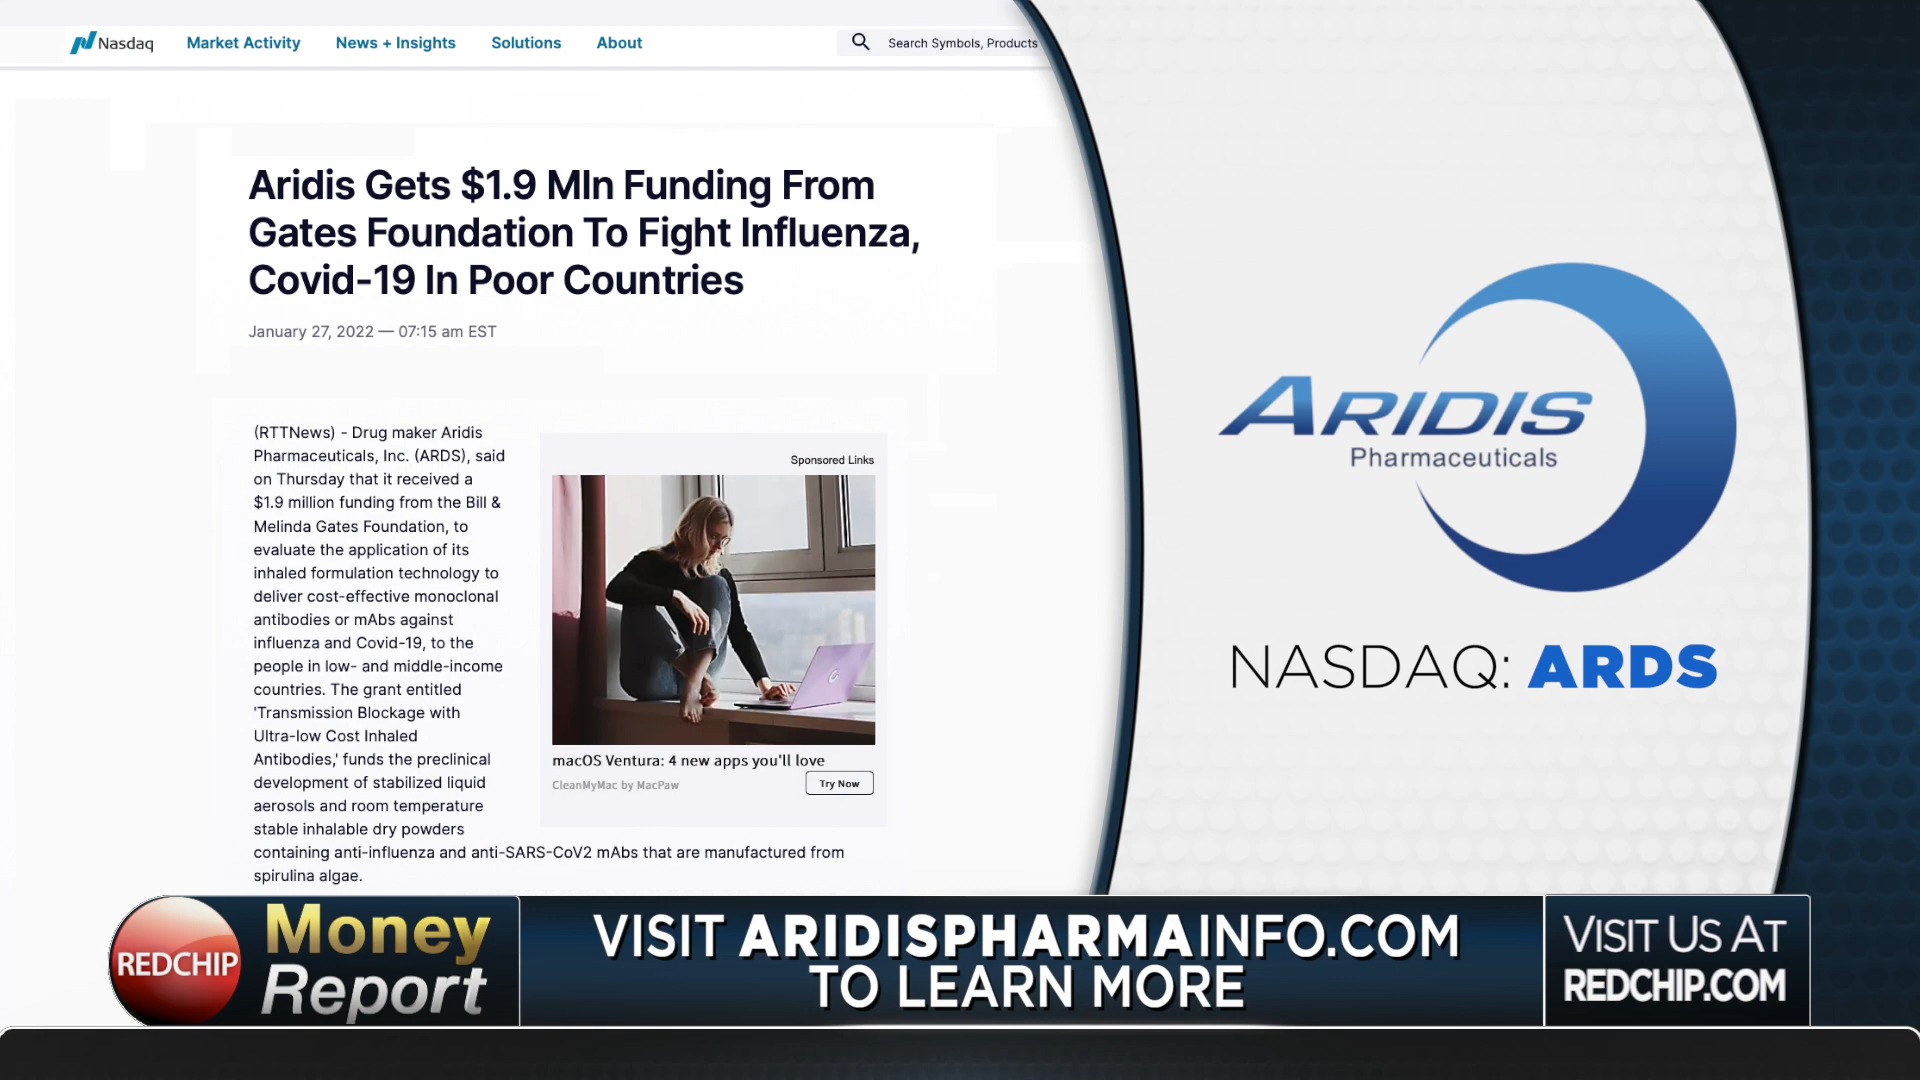 Nasdaq Market Activity News + Insights Solutions About Search Symbols, Products
Aridis Gets $1.9 Mln Funding From
Gates Foundation To Fight Influenza,
Covid-19 In Poor Countries
January 27, 2022 — 07:15 am EST
(RTTNews) - Drug maker Aridis
Pharmaceuticals, Inc. (ARDS), said
on Thursday that it received a
$1.9 million funding from the Bill &
Melinda Gates Foundation, to
evaluate the application of its
inhaled formulation technology to
deliver cost-effective monoclonal
antibodies or mAbs against
influenza and Covid-19, to the
people in low- and middle-income
countries. The grant entitled
'Transmission Blockage with
Ultra-low Cost Inhaled
Antibodies,' funds the preclinical
development of stabilized liquid
aerosols and room temperature
stable inhalable dry powders
containing anti-influenza and anti-SARS-CoV2 mAbs that are manufactured from
spirulina algae.
Sponsored Links
macOS Ventura: 4 new apps you'll love
CleanMyMac by MacPaw
Try Now
ARIDIS
Pharmaceuticals
NASDAQ: ARDS
REDCHIP
Money
Report
VISIT ARIDISPHARMAINFO.COM
TO LEARN MORE
VISIT US AT
REDCHIP.COM